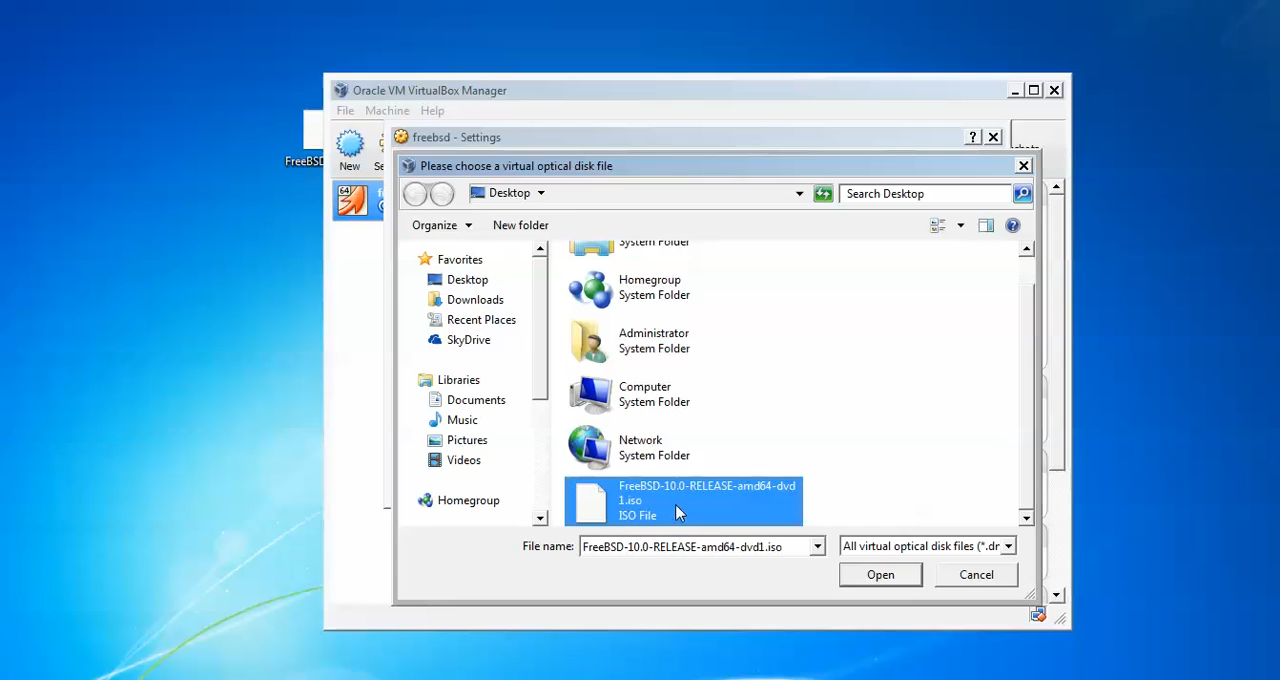 Oracle VM VirtualBox Manager
File Machine Help
freebsd - Settings
FreeBSD
New
Please choose a virtual optical disk file
64
Desktop
Search Desktop
Organize
New folder
Favorites
Desktop
Downloads
Recent Places
SkyDrive
Libraries
Documents
Music
Pictures
Videos
Homegroup
System Folder
Homegroup
System Folder
Administrator
System Folder
Computer
System Folder
Network
System Folder
FreeBSD-10.0-RELEASE-amd64-dvd
1.iso
ISO File
File name: FreeBSD-10.0-RELEASE-amd64-dvd1.iso
All virtual optical disk files (*.dr
Open
Cancel